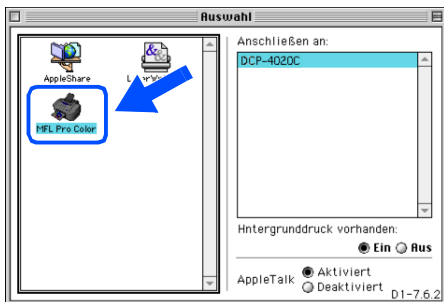 Auswahl
AppleShare
MFL Pro Color
Anschließen an:
DCP-4020C
Hntergrunddruck vorhanden:
Ein Aus
AppleTalk
Aktiviert
Deaktiviert
D1-7.6.2